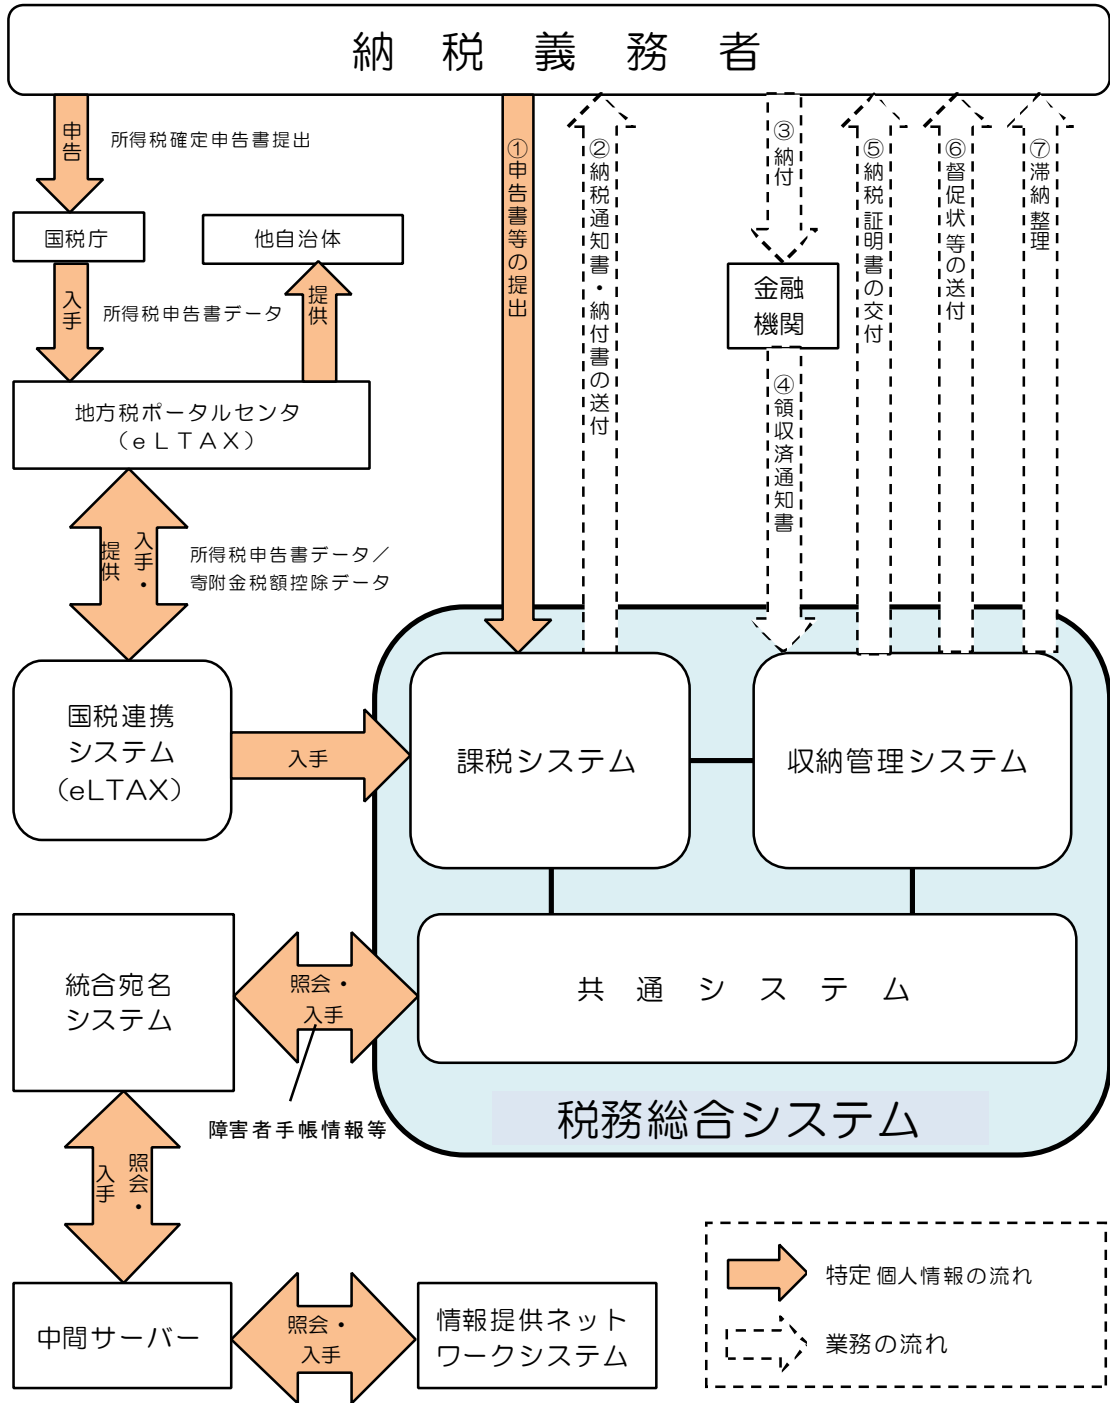 納税義務者
申告
所得税確定申告書提出
国税庁
他自治体
入手
所得税申告書データ
提供
地方税ポータルセンタ
（ｅＬＴＡＸ）
入手・
提供
所得税申告書データ／
寄附金税額控除データ
国税連携
システム
（eLTAX）
入手
①申告書等の提出
②納税通知書・納付書の送付
③納付
金融
機関
④領収済通知書
⑤納税証明書の交付
⑥督促状等の送付
⑦滞納整理
課税システム
収納管理システム
共通システム
税務総合システム
統合宛名
システム
照会・
入手
障害者手帳情報等
照会・
入手
中間サーバー
照会・
入手
情報提供ネット
ワークシステム
特定個人情報の流れ
業務の流れ